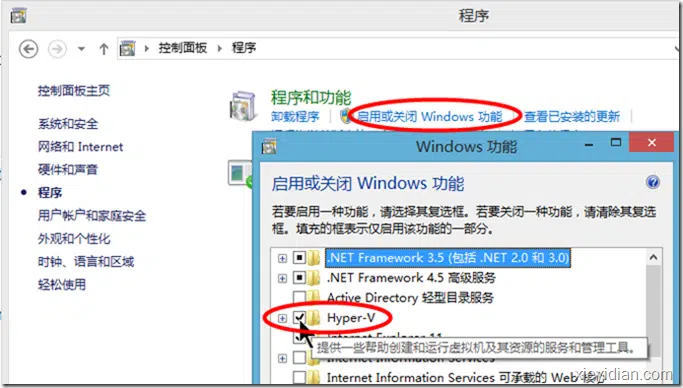 程序
控制面板 程序
控制面板主页
系统和安全
网络和 Internet
硬件和声音
程序
用户帐户和家庭安全
外观和个性化
时钟、语言和区域
轻松使用
程序和功能
卸载程序 启用或关闭 Windows 功能 查看已安装的更新
Windows 功能
启用或关闭 Windows 功能
若要启用一种功能，请选择其复选框。若要关闭一种功能，请清除其复选
框。填充的框表示仅启用该功能的一部分。
.NET Framework 3.5 (包括 .NET 2.0 和 3.0)
.NET Framework 4.5 高级服务
Active Directory 轻型目录服务
Hyper-V
Internet Explorer 11
提供一些帮助创建和运行虚拟机及其资源的服务和管理工具。
Internet Information Services
Internet Information Services 可承载的 Web 核心